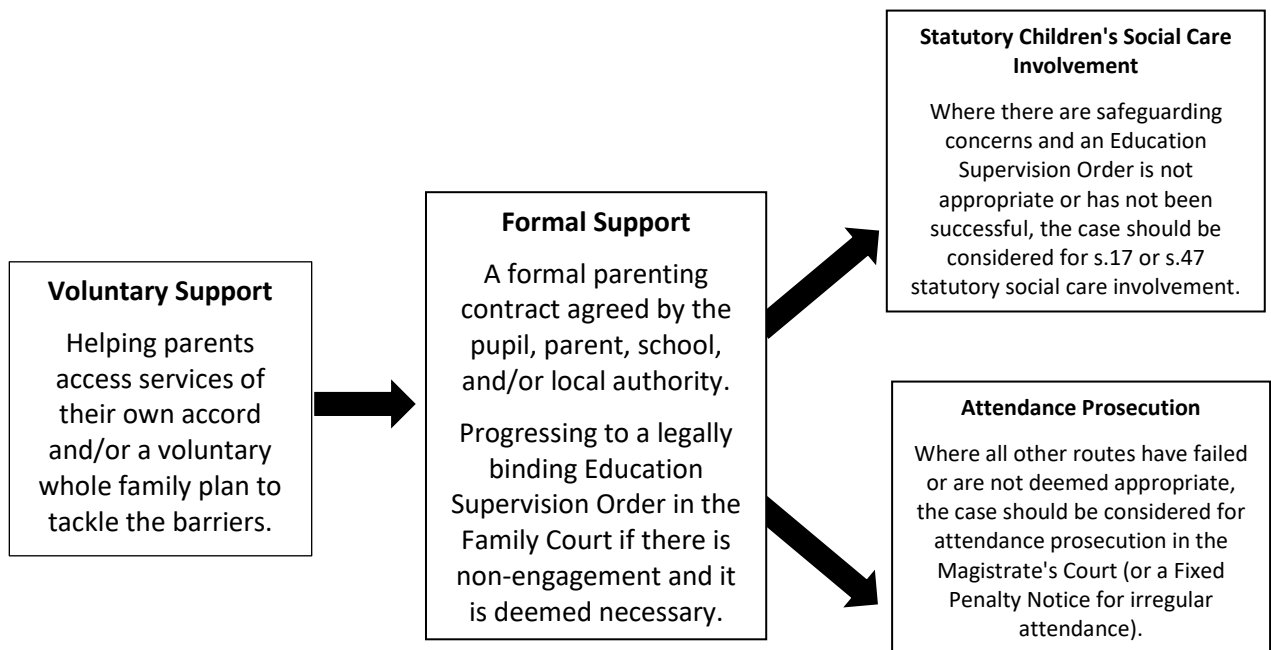 Voluntary Support
Helping parents
access services of
their own accord
and/or a voluntary
whole family plan to
tackle the barriers.
Formal Support
A formal parenting
contract agreed by the
pupil, parent, school,
and/or local authority.
Progressing to a legally
binding Education
Supervision Order in the
Family Court if there is
non-engagement and it
is deemed necessary.
Statutory Children's Social Care
Involvement
Where there are safeguarding
concerns and an Education
Supervision Order is not
appropriate or has not been
successful, the case should be
considered for s.17 or s.47
statutory social care involvement.
Attendance Prosecution
Where all other routes have failed
or are not deemed appropriate,
the case should be considered for
attendance prosecution in the
Magistrate's Court (or a Fixed
Penalty Notice for irregular
attendance).